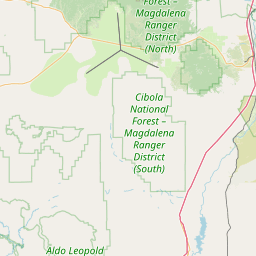 Forest –
Magdalena
Ranger
District
(North)
Cibola
National
Forest –
Magdalena
Ranger
District
(South)
Aldo Leopold